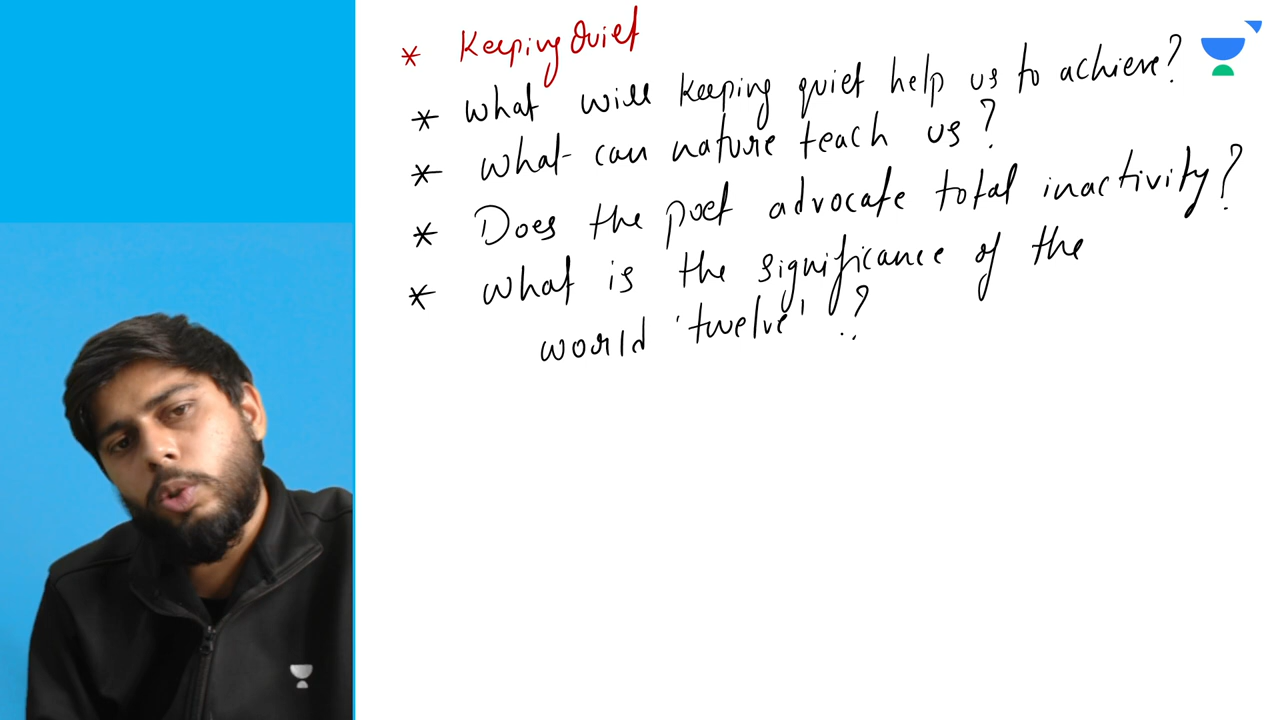 * Keeping Quiet
* What will keeping quiet help us to achieve?
* What can nature teach us?
* Does the poet advocate total inactivity?
* What is the significance of the
world 'twelve' ?